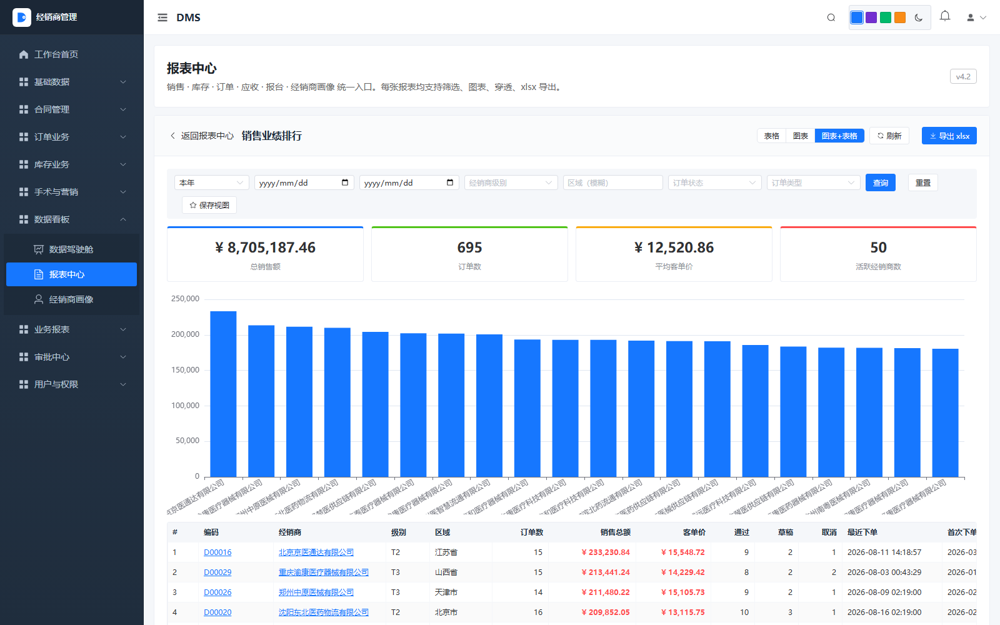 经销商管理
DMS
工作台首页
基础数据
合同管理
订单业务
库存业务
手术与营销
数据看板
数据驾驶舱
报表中心
经销商画像
业务报表
审批中心
用户与权限
报表中心
销售 · 库存 · 订单 · 应收 · 报台 · 经销商画像 统一入口。每张报表均支持筛选、图表、穿透、xlsx 导出。
v4.2
返回报表中心 销售业绩排行
表格 图表 图表+表格 刷新 导出 xlsx
本年 yyyy/mm/dd yyyy/mm/dd 经销商级别 区域（模糊） 订单状态 订单类型 查询 重置
保存视图
¥ 8,705,187.46
总销售额
695
订单数
¥ 12,520.86
平均客单价
50
活跃经销商数
250,000
200,000
150,000
100,000
50,000
0
京医通达有限公司
康医疗器械有限公司
州中原医械有限公司
北医药物流有限公司
医供应链有限公司
医疗器械有限公司
康医疗器械有限公司
医智慧流通有限公司
和医疗器械有限公司
康医疗科技有限公司
和医疗科技有限公司
北药流通有限公司
医药供应链有限公司
医械供应链有限公司
远医疗科技有限公司
冀医供应链有限公司
康医药器械有限公司
州南粤医械有限公司
康医疗器械有限公司
康医疗器械有限公司
# 编码 经销商 级别 区域 订单数 销售总额 客单价 通过 草稿 取消 最近下单 首次下单
1 D00016 北京京医通达有限公司 T2 江苏省 15 ¥ 233,230.84 ¥ 15,548.72 9 2 1 2026-08-11 14:18:57 2026-03
2 D00029 重庆渝康医疗器械有限公司 T3 山西省 15 ¥ 213,441.24 ¥ 14,229.42 8 2 2 2026-08-03 00:43:29 2026-01
3 D00026 郑州中原医械有限公司 T3 天津市 14 ¥ 211,480.22 ¥ 15,105.73 9 2 1 2026-08-09 02:19:00 2026-02
4 D00020 沈阳东北医药物流有限公司 T2 北京市 16 ¥ 209,852.05 ¥ 13,115.75 10 3 1 2026-08-16 02:19:00 2026-02